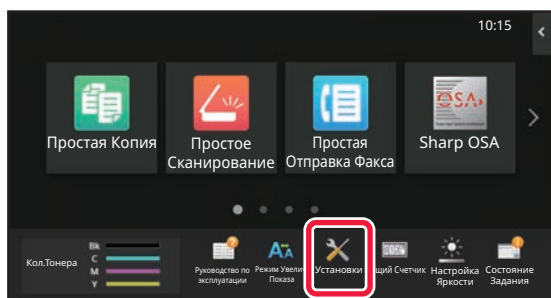 10:15
Простая Копия
Простое
Сканирование
Простая
Отправка Факса
OSA
Sharp OSA
Кол.Тонера
Bk
C
M
Y
Руководство по
эксплуатации
Режим Увелич
Показа
Установки
щий Счетчик
Настройка
Яркости
Состояние
Задания